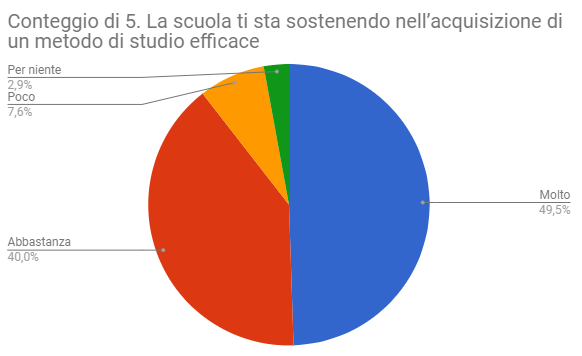 Conteggio di 5. La scuola ti sta sostenendo nell’acquisizione di
un metodo di studio efficace
Per niente
2,9%
Poco
7,6%
Molto
49,5%
Abbastanza
40,0%